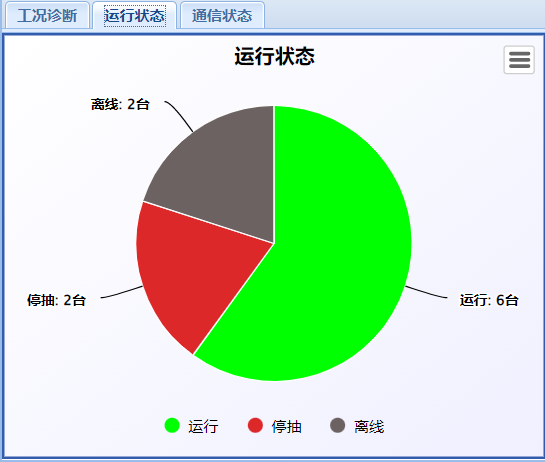 工况诊断 运行状态 通信状态
运行状态
离线: 2台
停抽: 2台
运行: 6台
运行 停抽 离线